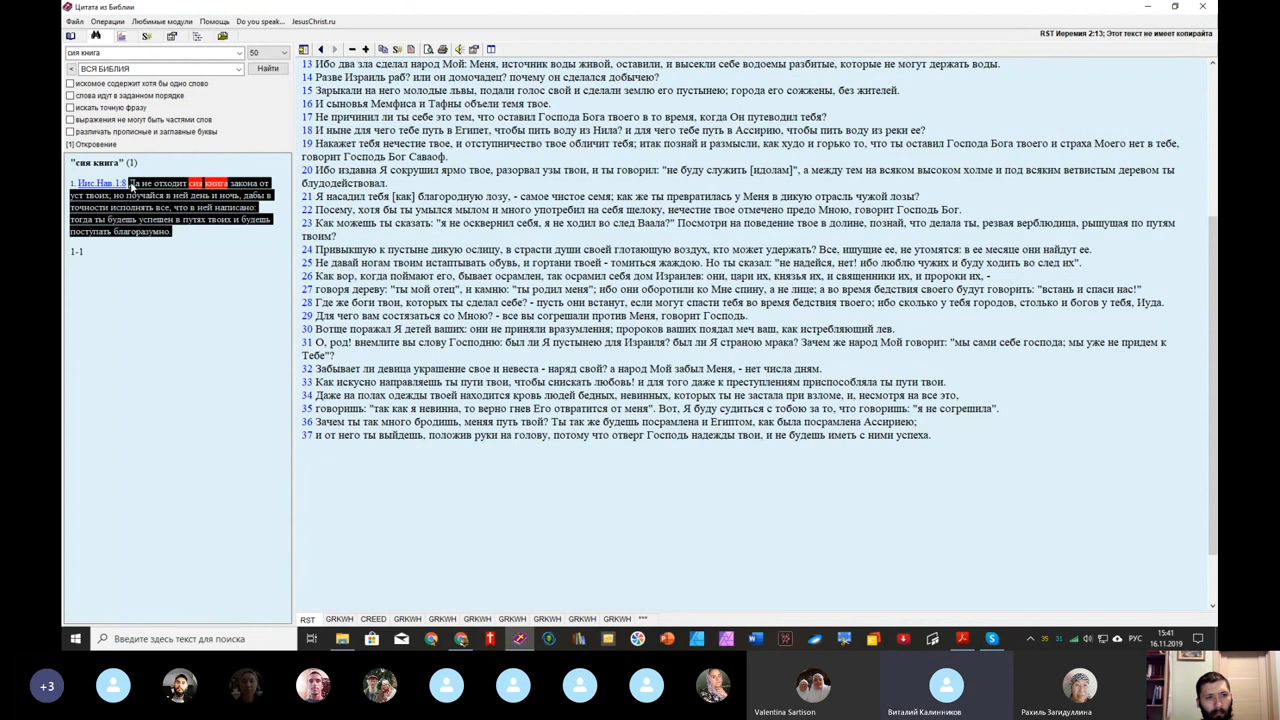 Цитата из Библии
Файл Операции Любимые модули Помощь Do you speak... JesusChrist.ru
RST Иеремия 2:13; Этот текст не имеет копирайта
сия книга 50
< ВСЯ БИБЛИЯ Найти
искомое содержит хотя бы одно слово
слова идут в заданном порядке
искать точную фразу
выражения не могут быть частями слов
различать прописные и заглавные буквы
[1] Откровение
"сия книга" (1)
1. Иис.Нав.1:8 Да не отходит сия книга закона от
уст твоих; но поучайся в ней день и ночь, дабы в
точности исполнять все, что в ней написано:
тогда ты будешь успешен в путях твоих и будешь
поступать благоразумно.
1-1
13 Ибо два зла сделал народ Мой: Меня, источник воды живой, оставили, и высекли себе водоемы разбитые, которые не могут держать воды.
14 Разве Израиль раб? или он домочадец? почему он сделался добычею?
15 Зарыкали на него молодые львы, подали голос свой и сделали землю его пустынею; города его сожжены, без жителей.
16 И сыновья Мемфиса и Тафны объели темя твое.
17 Не причинил ли ты себе это тем, что оставил Господа Бога твоего в то время, когда Он путеводил тебя?
18 И ныне для чего тебе путь в Египет, чтобы пить воду из Нила? и для чего тебе путь в Ассирию, чтобы пить воду из реки ее?
19 Накажет тебя нечестие твое, и отступничество твое обличит тебя; итак познай и размысли, как худо и горько то, что ты оставил Господа Бога твоего и страха Моего нет в тебе,
говорит Господь Бог Саваоф.
20 Ибо издавна Я сокрушил ярмо твое, разорвал узы твои, и ты говорил: "не буду служить [идолам]", а между тем на всяком высоком холме и под всяким ветвистым деревом ты
блудодействовал.
21 Я насадил тебя [как] благородную лозу, - самое чистое семя; как же ты превратилась у Меня в дикую отрасль чужой лозы?
22 Посему, хотя бы ты умылся мылом и много употребил на себя щелоку, нечестие твое отмечено предо Мною, говорит Господь Бог.
23 Как можешь ты сказать: "я не осквернил себя, я не ходил во след Ваала?" Посмотри на поведение твое в долине, познай, что делала ты, резвая верблюдица, рыщущая по путям
твоим?
24 Привыкшую к пустыне дикую ослицу, в страсти души своей глотающую воздух, кто может удержать? Все, ищущие ее, не утомятся: в ее месяце они найдут ее.
25 Не давай ногам твоим истаптывать обувь, и гортани твоей - томиться жаждою. Но ты сказал: "не надейся, нет! ибо люблю чужих и буду ходить во след их".
26 Как вор, когда поймают его, бывает осрамлен, так осрамил себя дом Израилев: они, цари их, князья их, и священники их, и пророки их, -
27 говоря дереву: "ты мой отец", и камню: "ты родил меня"; ибо они оборотили ко Мне спину, а не лице; а во время бедствия своего будут говорить: "встань и спаси нас!"
28 Где же боги твои, которых ты сделал себе? - пусть они встанут, если могут спасти тебя во время бедствия твоего; ибо сколько у тебя городов, столько и богов у тебя, Иуда.
29 Для чего вам состязаться со Мною? - все вы согрешали против Меня, говорит Господь.
30 Вотще поражал Я детей ваших: они не приняли вразумления; пророков ваших поядал меч ваш, как истребляющий лев.
31 О, род! внемлите вы слову Господню: был ли Я пустынею для Израиля? был ли Я страною мрака? Зачем же народ Мой говорит: "мы сами себе господа; мы уже не придем к
Тебе"?
32 Забывает ли девица украшение свое и невеста - наряд свой? а народ Мой забыл Меня, - нет числа дням.
33 Как искусно направляешь ты пути твои, чтобы снискать любовь! и для того даже к преступлениям приспособляла ты пути твои.
34 Даже на полах одежды твоей находится кровь людей бедных, невинных, которых ты не застала при взломе, и, несмотря на все это,
35 говоришь: "так как я невинна, то верно гнев Его отвратится от меня". Вот, Я буду судиться с тобою за то, что говоришь: "я не согрешила".
36 Зачем ты так много бродишь, меняя путь твой? Ты так же будешь посрамлена и Египтом, как была посрамлена Ассириею;
37 и от него ты выйдешь, положив руки на голову, потому что отверг Господь надежды твои, и не будешь иметь с ними успеха.
RST GRKWH CREED GRKWH GRKWH GRKWH GRKWH GRKWH GRKWH ***
Введите здесь текст для поиска
35 31 РУС 15:41
16.11.2019
+3
Valentina Sartison Виталий Калинников Рахиль Загидуллина